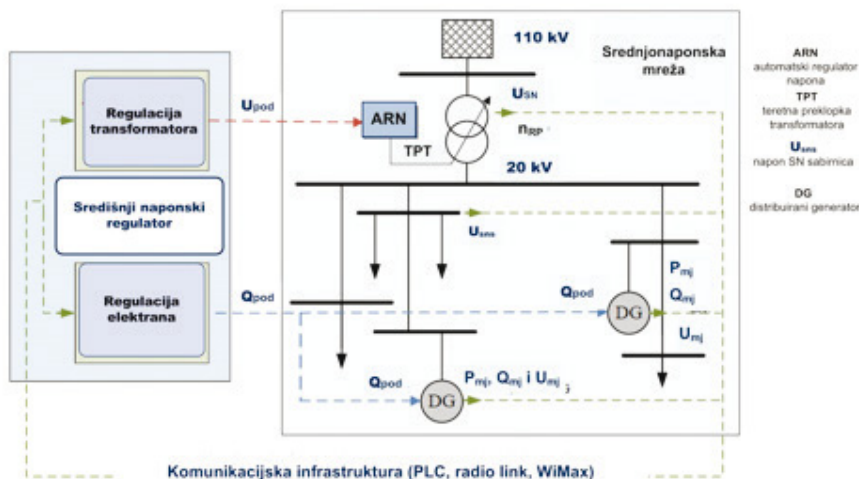 Regulacija
transformatora
Središnji naponski
regulator
Regulacija
elektrana
Upod
Qpod
110 kV
Srednjonaponska
mreža
USN
ARN
nRP
TPT
20 kV
Usns
Qpod
DG
Pmj
Qmj
Umj
Qpod
DG
Pmj, Qmj i Umj
Komunikacijska infrastruktura (PLC, radio link, WiMax)
ARN
automatski regulator
napona
TPT
teretna preklopka
transformatora
Usns
napon SN sabirnica
DG
distribuirani generator